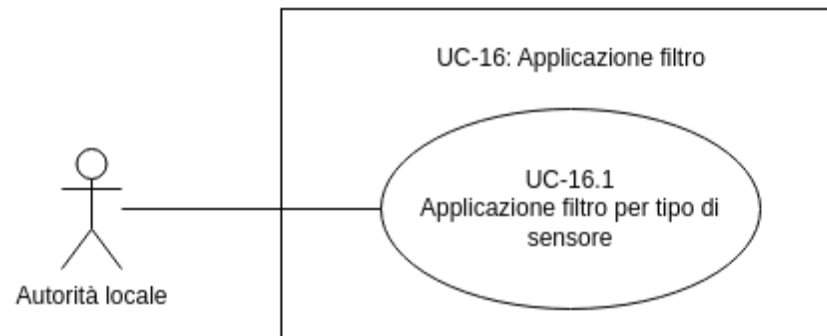 UC-16: Applicazione filtro
UC-16.1
Applicazione filtro per tipo di
sensore
Autorità locale